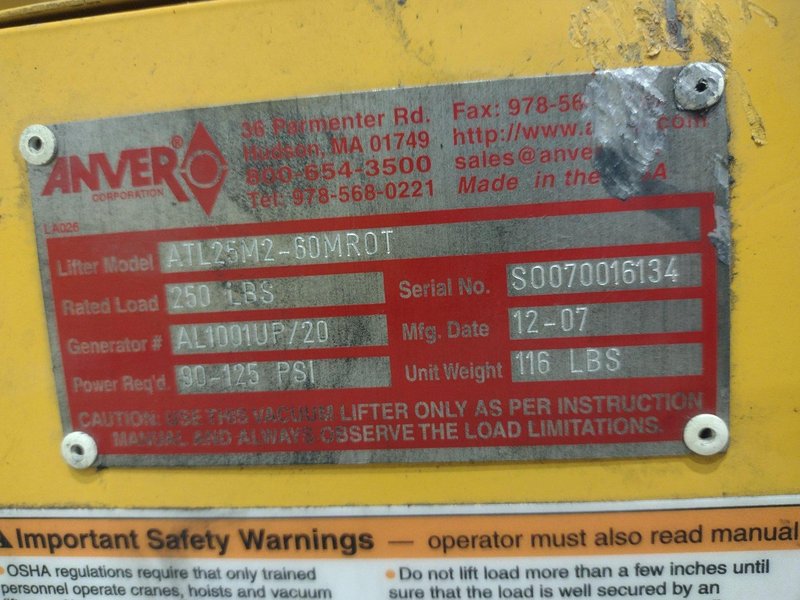 ANVER®
CORPORATION
36 Parmenter Rd.
Hudson, MA 01749
800-654-3500
Tel: 978-568-0221
Fax: 978-56
http://www.a .com
sales@anve
Made in the A
LA026
Lifter Model ATL25M2-60MROT
Rated Load 250 LBS
Serial No. S0070016134
Generator # AL1001UP/20
Mfg. Date 12-07
Power Req'd. 90-125 PSI
Unit Weight 116 LBS
CAUTION: USE THIS VACUUM LIFTER ONLY AS PER INSTRUCTION
MANUAL AND ALWAYS OBSERVE THE LOAD LIMITATIONS.
Important Safety Warnings — operator must also read manual
• OSHA regulations require that only trained
personnel operate cranes, hoists and vacuum
• Do not lift load more than a few inches until
sure that the load is well secured by an